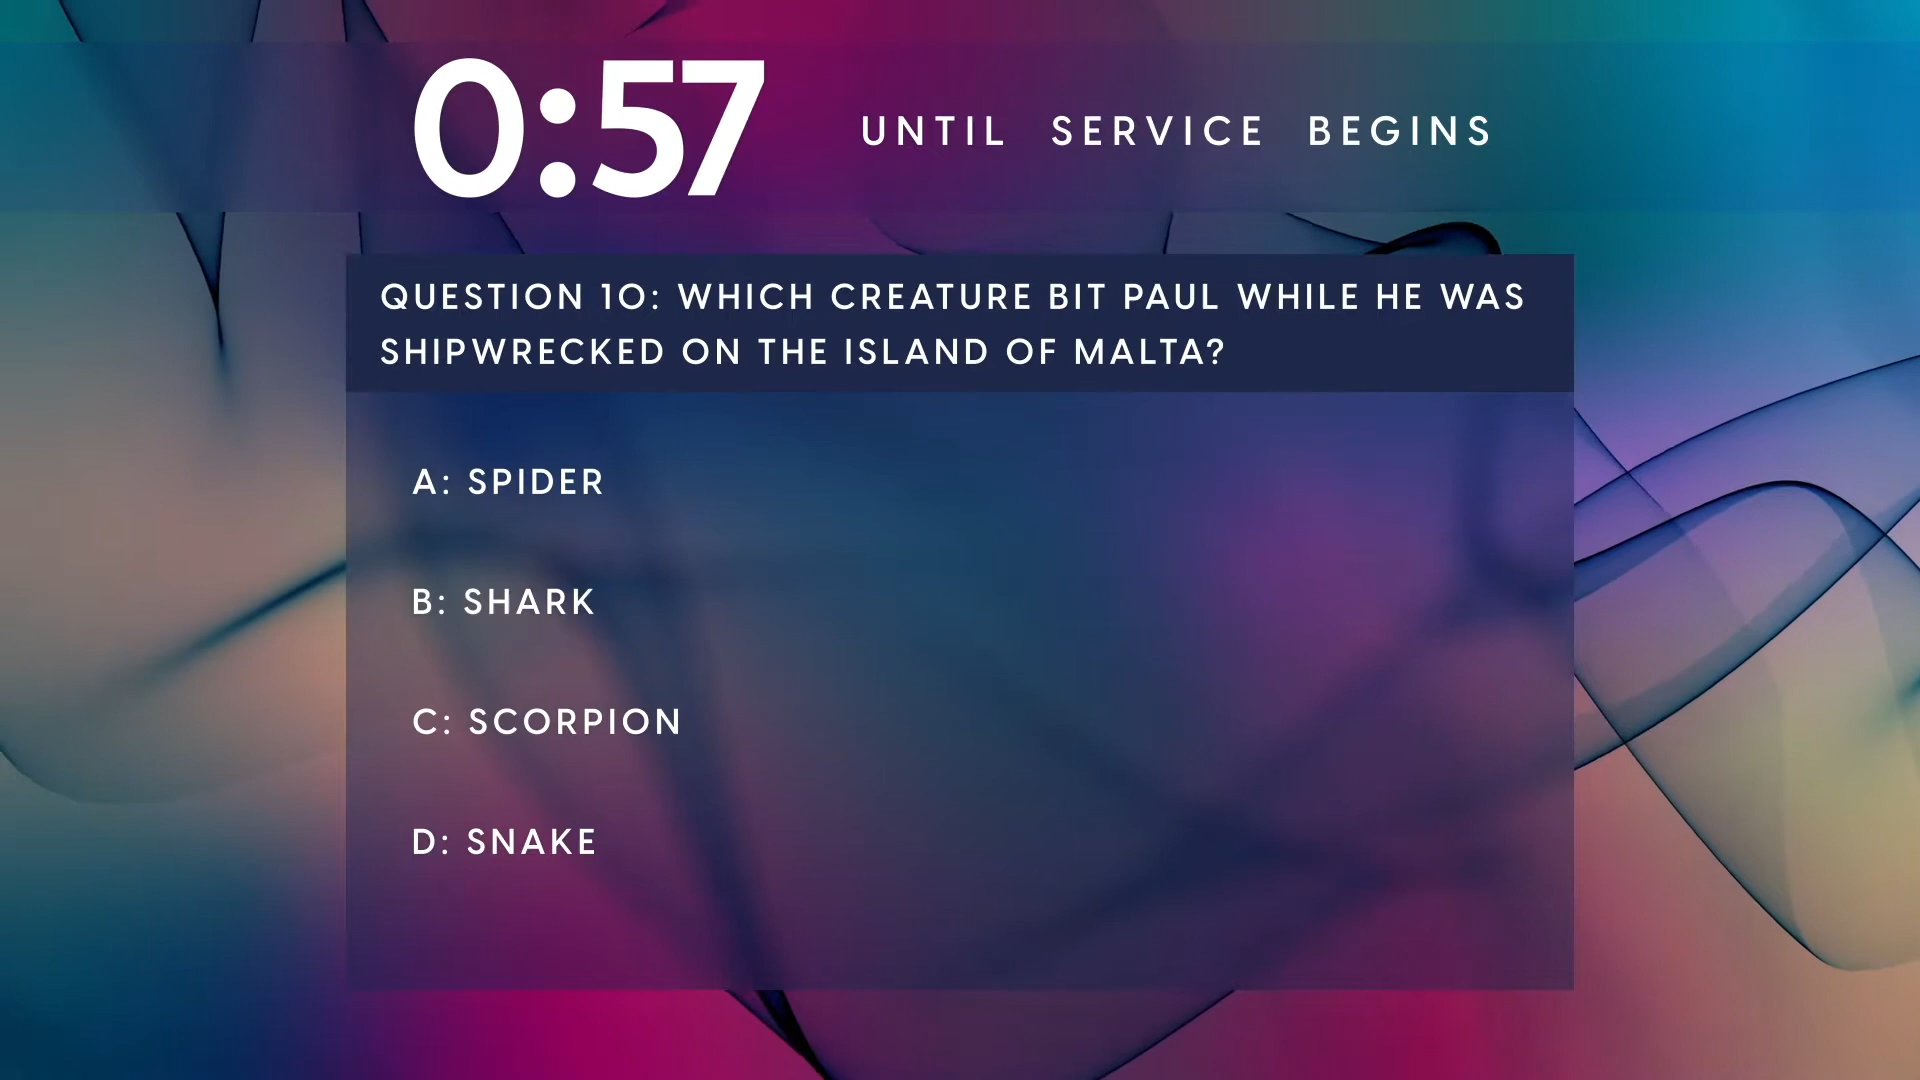 0:57
UNTIL SERVICE BEGINS
QUESTION 10: WHICH CREATURE BIT PAUL WHILE HE WAS
SHIPWRECKED ON THE ISLAND OF MALTA?
A: SPIDER
B: SHARK
C: SCORPION
D: SNAKE